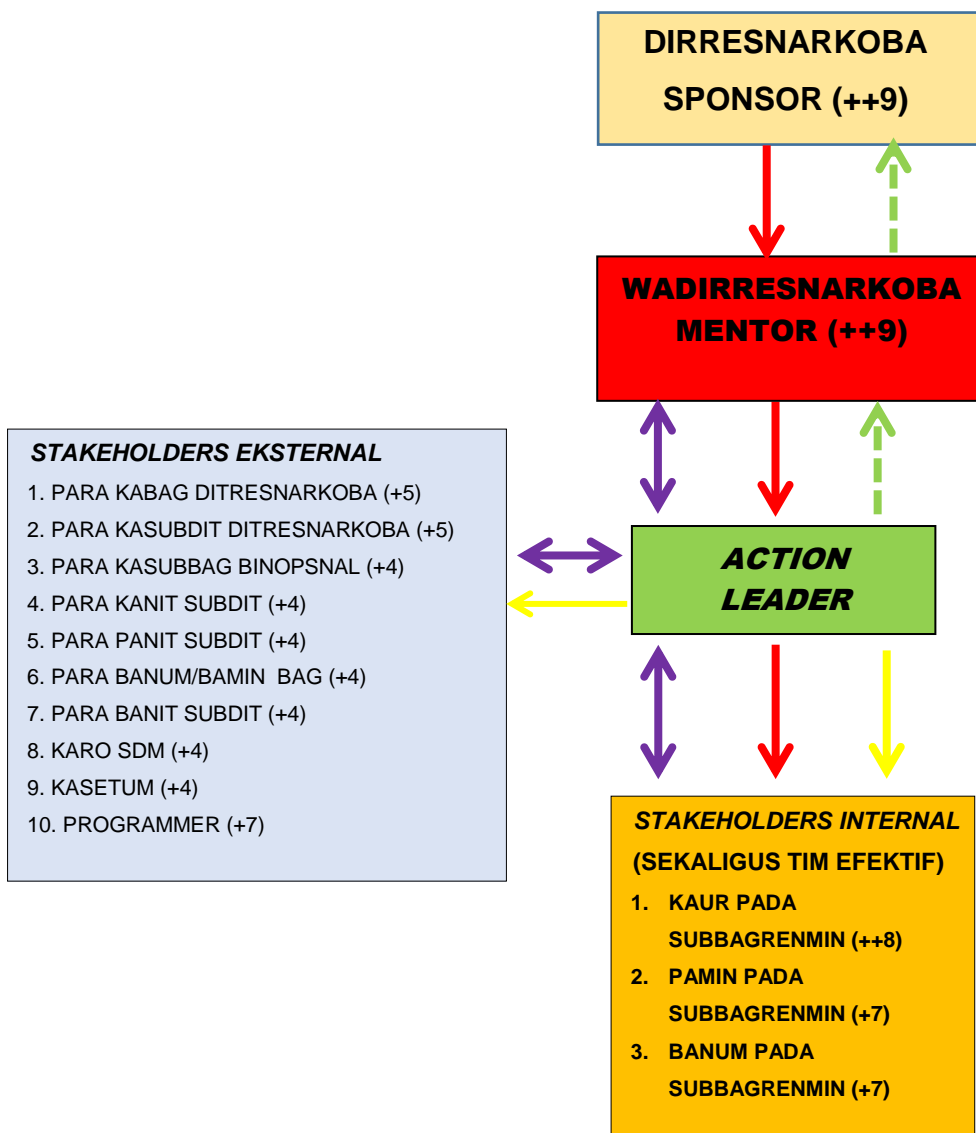 DIRRESNARKOBA
SPONSOR (++9)
WADIRRESNARKOBA
MENTOR (++9)
STAKEHOLDERS EKSTERNAL
1. PARA KABAG DITRESNARKOBA (+5)
2. PARA KASUBDIT DITRESNARKOBA (+5)
3. PARA KASUBBAG BINOPSNAL (+4)
4. PARA KANIT SUBDIT (+4)
5. PARA PANIT SUBDIT (+4)
6. PARA BANUM/BAMIN BAG (+4)
7. PARA BANIT SUBDIT (+4)
8. KARO SDM (+4)
9. KASETUM (+4)
10. PROGRAMMER (+7)
ACTION
LEADER
STAKEHOLDERS INTERNAL
(SEKALIGUS TIM EFEKTIF)
1. KAUR PADA
SUBBAGRENMIN (++8)
2. PAMIN PADA
SUBBAGRENMIN (+7)
3. BANUM PADA
SUBBAGRENMIN (+7)